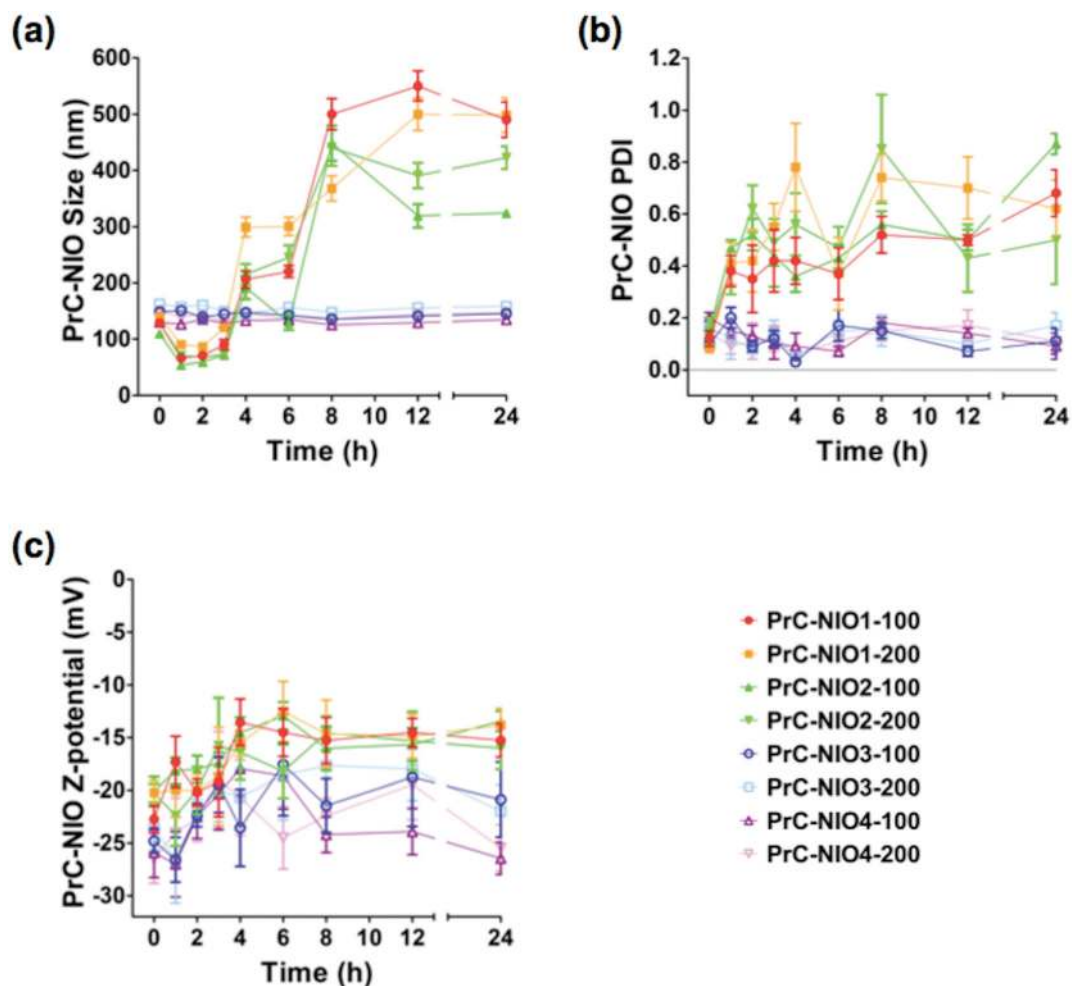 (a)
PrC-NIO Size (nm)
600
500
400
300
200
100
0
0 2 4 6 8 10 12 24
Time (h)
(b)
PrC-NIO PDI
1.2
1.0
0.8
0.6
0.4
0.2
0.0
0 2 4 6 8 10 12 24
Time (h)
(c)
PrC-NIO Z-potential (mV)
0
-5
-10
-15
-20
-25
-30
0 2 4 6 8 10 12 24
Time (h)
PrC-NIO1-100
PrC-NIO1-200
PrC-NIO2-100
PrC-NIO2-200
PrC-NIO3-100
PrC-NIO3-200
PrC-NIO4-100
PrC-NIO4-200